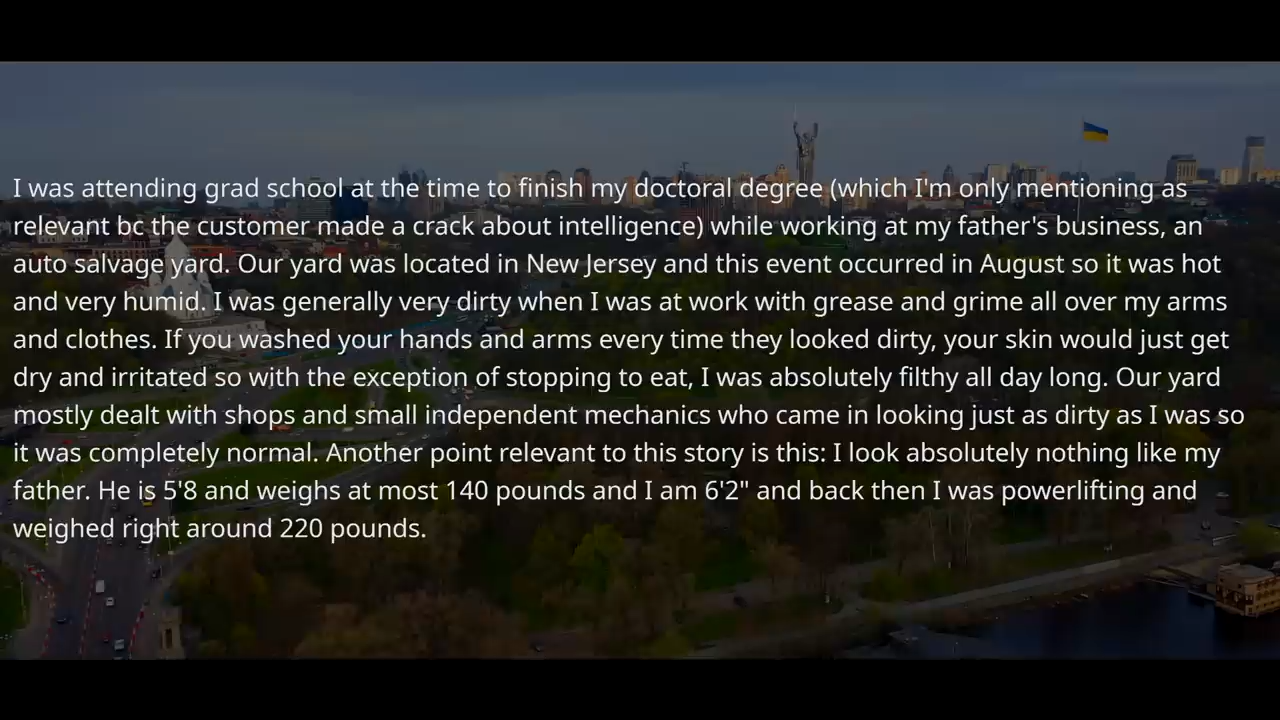 I was attending grad school at the time to finish my doctoral degree (which I'm only mentioning as
relevant bc the customer made a crack about intelligence) while working at my father's business, an
auto salvage yard. Our yard was located in New Jersey and this event occurred in August so it was hot
and very humid. I was generally very dirty when I was at work with grease and grime all over my arms
and clothes. If you washed your hands and arms every time they looked dirty, your skin would just get
dry and irritated so with the exception of stopping to eat, I was absolutely filthy all day long. Our yard
mostly dealt with shops and small independent mechanics who came in looking just as dirty as I was so
it was completely normal. Another point relevant to this story is this: I look absolutely nothing like my
father. He is 5'8 and weighs at most 140 pounds and I am 6'2" and back then I was powerlifting and
weighed right around 220 pounds.